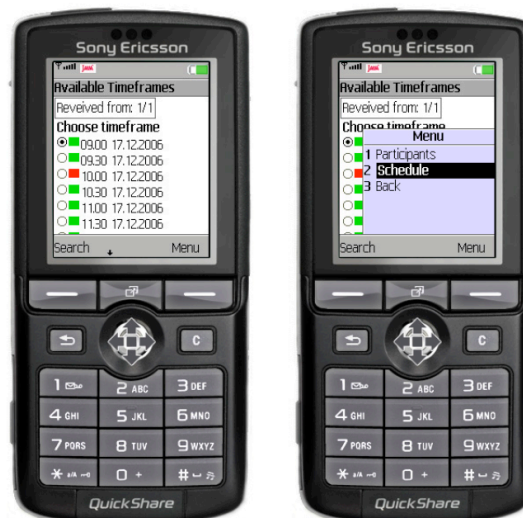 Sony Ericsson
Java
Available Timeframes
Reveived from: 1/1
Choose timeframe
09.00 17.12.2006
09.30 17.12.2006
10.00 17.12.2006
10.30 17.12.2006
11.00 17.12.2006
11.30 17.12.2006
Search Menu
C
1 2 ABC 3 DEF
4 GHI 5 JKL 6 MNO
7 PQRS 8 TUV 9 WXYZ
* a/A 0 + #
QuickShare
Sony Ericsson
Java
Available Timeframes
Reveived from: 1/1
Choose timeframe
Menu
1 Participants
2 Schedule
3 Back
Search Menu
C
1 2 ABC 3 DEF
4 GHI 5 JKL 6 MNO
7 PQRS 8 TUV 9 WXYZ
* a/A 0 + #
QuickShare